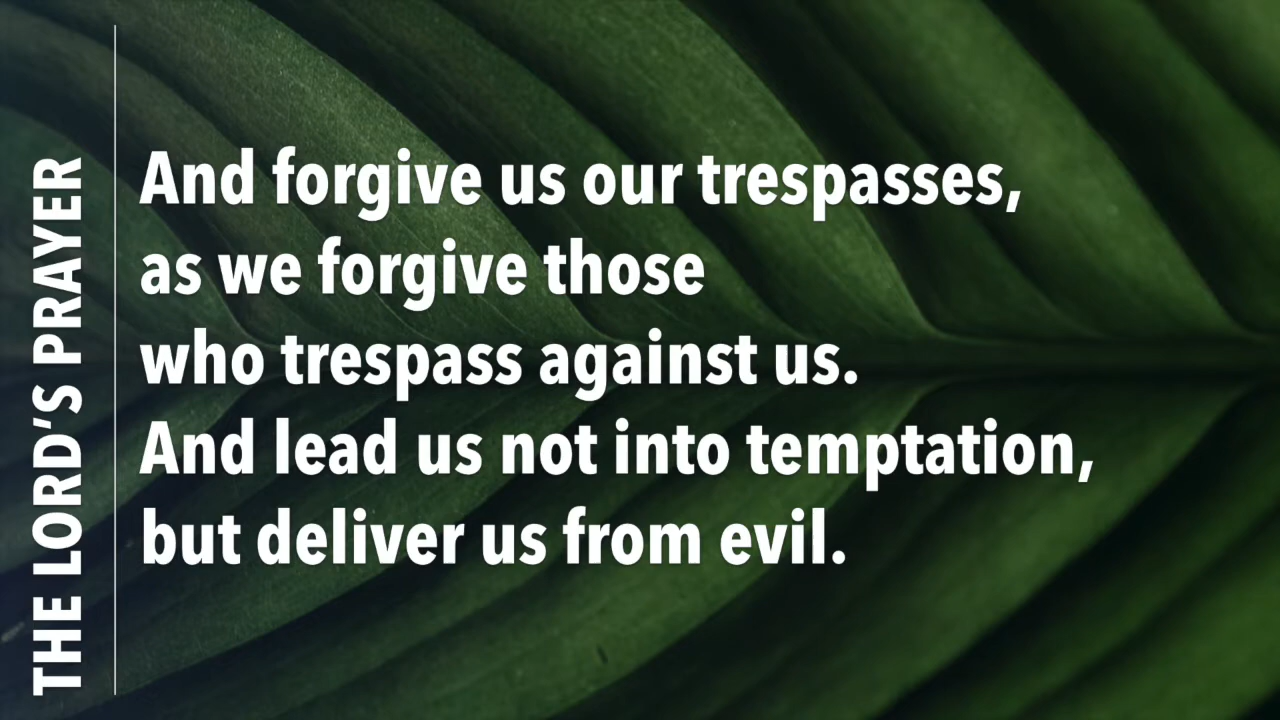 THE LORD'S PRAYER
And forgive us our trespasses,
as we forgive those
who trespass against us.
And lead us not into temptation,
but deliver us from evil.